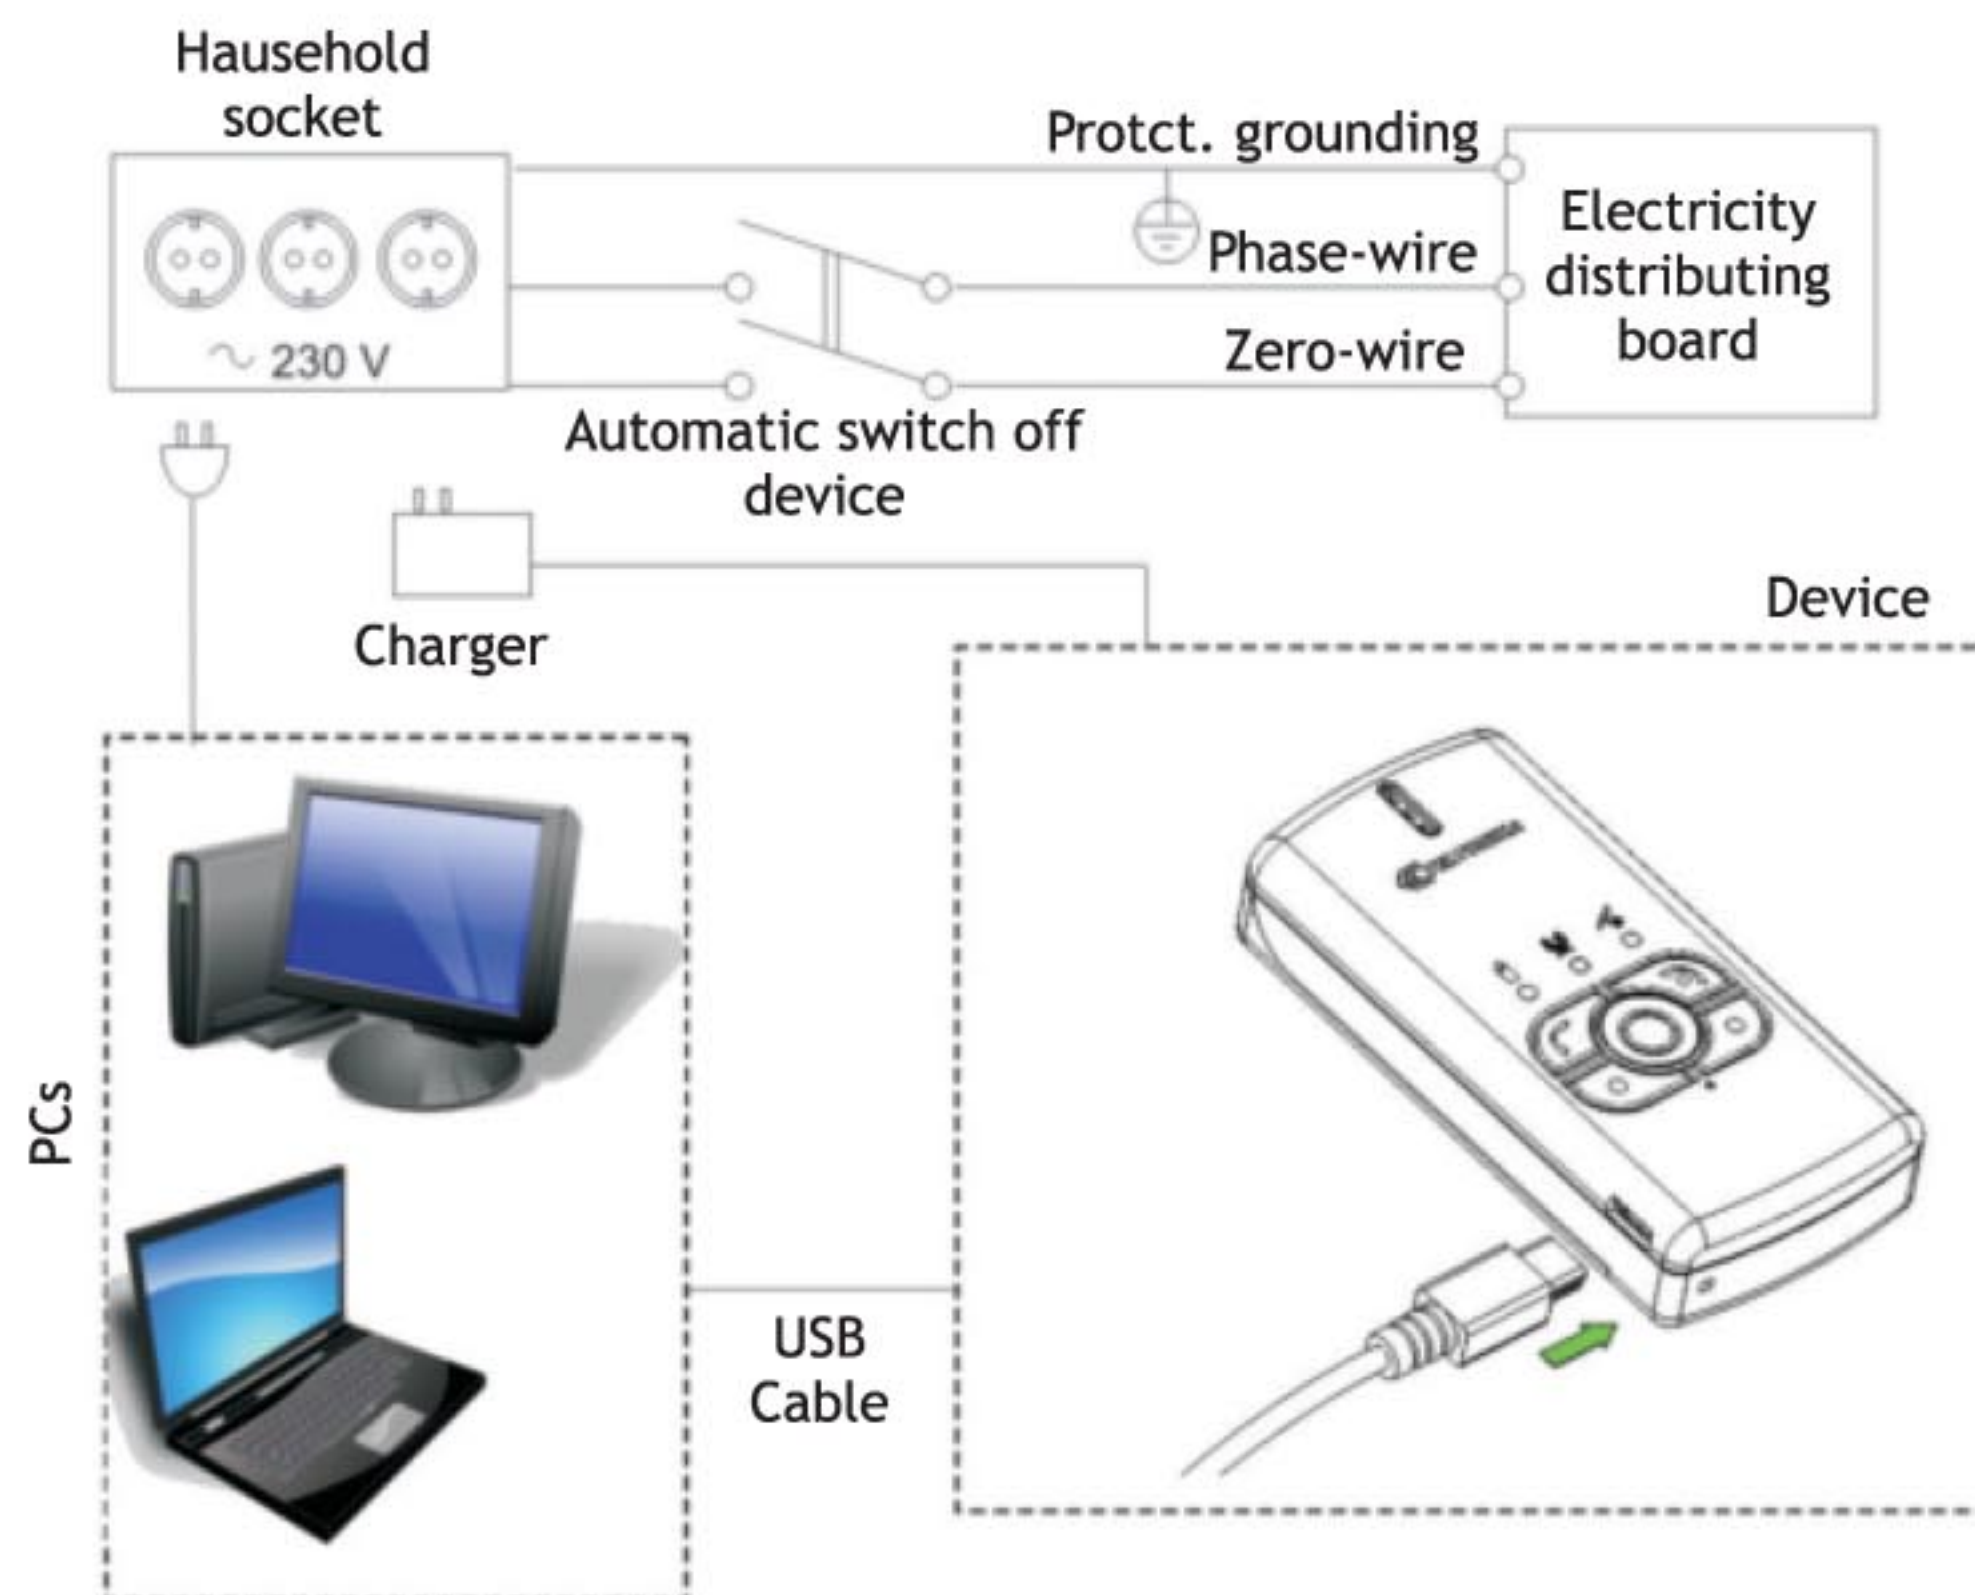 Hausehold
socket
Protct. grounding
Electricity
distributing
board
Phase-wire
Zero-wire
~ 230 V
Automatic switch off
device
Charger
Device
PCs
USB
Cable